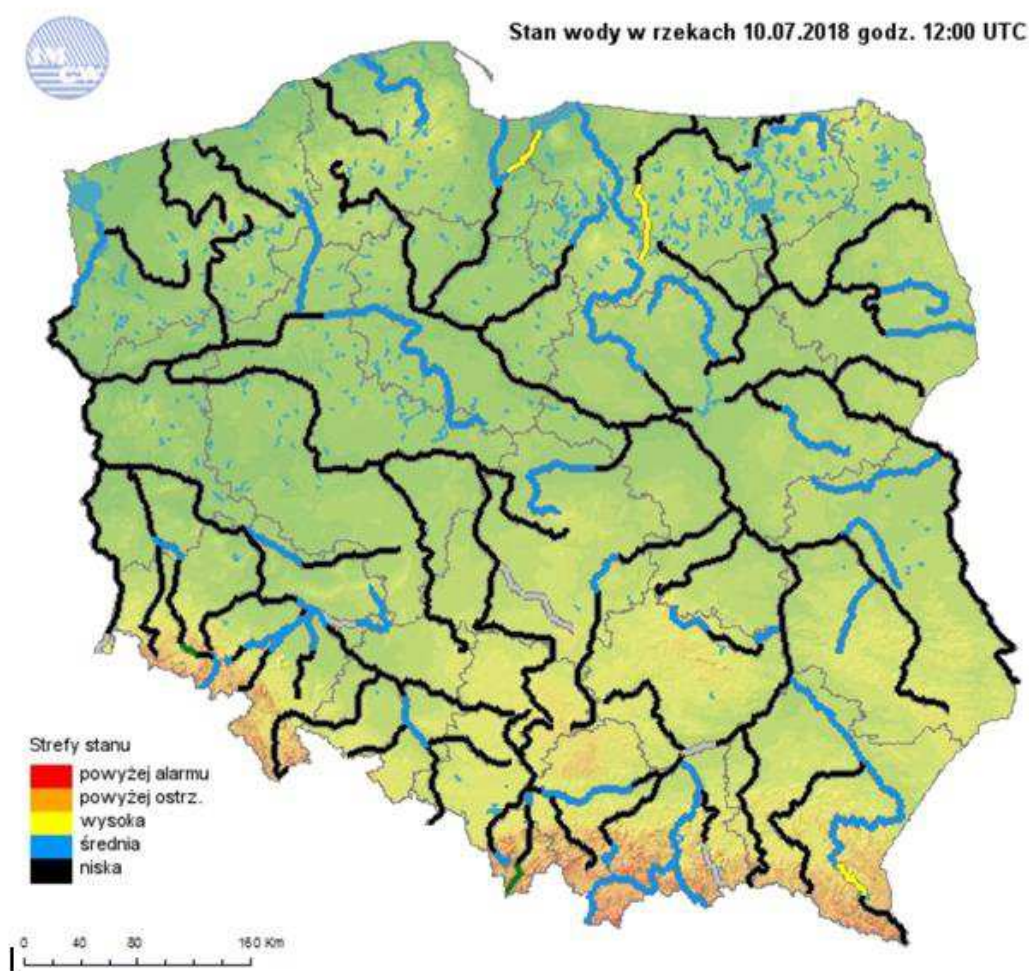 Stan wody w rzekach 10.07.2018 godz. 12:00 UTC
Strefy stanu
powyżej alarmu
powyżej ostrz.
wysoka
średnia
niska
0 40 80 160 Km